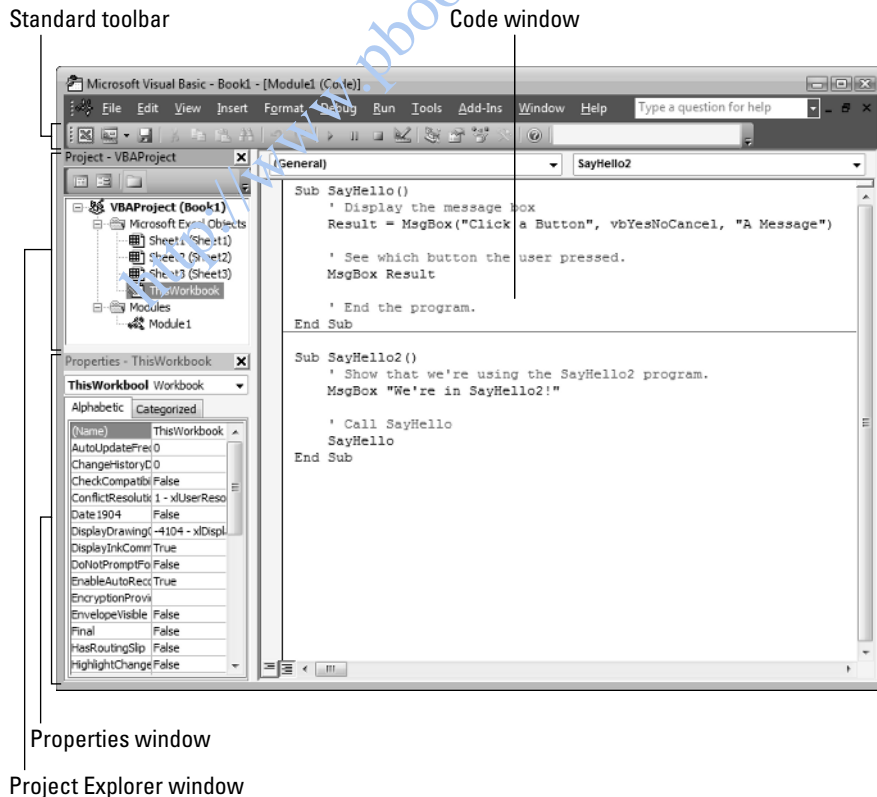 Standard toolbar
Code window
Microsoft Visual Basic - Book1 - [Module1 (Code)]
File Edit View Insert Format Debug Run Tools Add-Ins Window Help Type a question for help
Project - VBAProject
(General) SayHello2
VBAProject (Book1)
Microsoft Excel Objects
Sheet1 (Sheet1)
Sheet2 (Sheet2)
Sheet3 (Sheet3)
ThisWorkbook
Modules
Module1
Sub SayHello()
' Display the message box
Result = MsgBox("Click a Button", vbYesNoCancel, "A Message")
' See which button the user pressed.
MsgBox Result
' End the program.
End Sub
Sub SayHello2()
' Show that we're using the SayHello2 program.
MsgBox "We're in SayHello2!"
' Call SayHello
SayHello
End Sub
Properties - ThisWorkbook
ThisWorkbool Workbook
Alphabetic Categorized
(Name) ThisWorkbook
AutoUpdateFrec 0
ChangeHistoryD 0
CheckCompatibi False
ConflictResolutic 1 - xlUserReso
Date1904 False
DisplayDrawingC -4104 - xlDispl
DisplayInkComm True
DoNotPromptFo False
EnableAutoRecc True
EncryptionProvi
EnvelopeVisible False
Final False
HasRoutingSlip False
HighlightChange False
Properties window
Project Explorer window